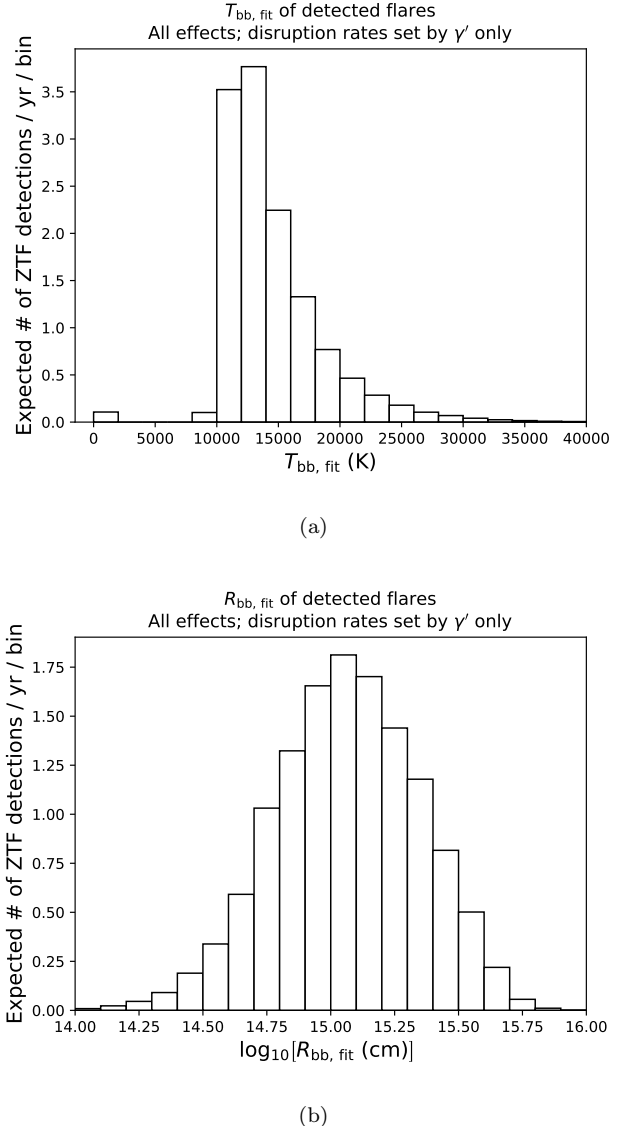 T_bb, fit of detected flares
All effects; disruption rates set by γ′ only
Expected # of ZTF detections / yr / bin
3.5
3.0
2.5
2.0
1.5
1.0
0.5
0.0
0 5000 10000 15000 20000 25000 30000 35000 40000
T_bb, fit (K)
(a)
R_bb, fit of detected flares
All effects; disruption rates set by γ′ only
Expected # of ZTF detections / yr / bin
1.75
1.50
1.25
1.00
0.75
0.50
0.25
0.00
14.00 14.25 14.50 14.75 15.00 15.25 15.50 15.75 16.00
log₁₀[R_bb, fit (cm)]
(b)